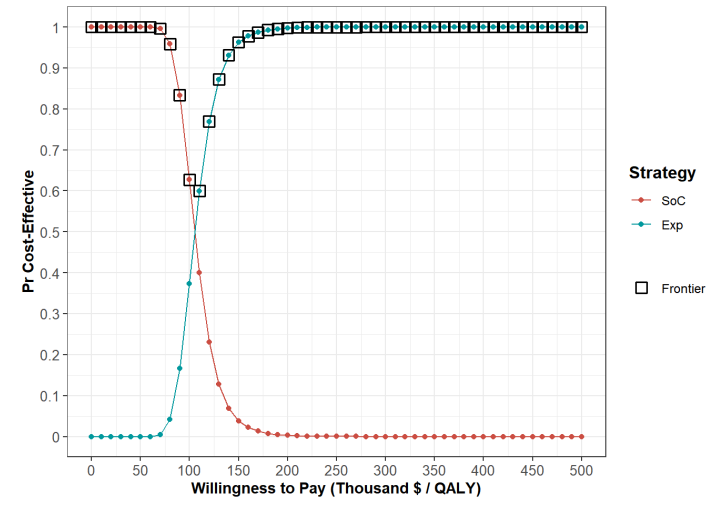 1
0.9
0.8
0.7
0.6
0.5
0.4
0.3
0.2
0.1
0
Pr Cost-Effective
0 50 100 150 200 250 300 350 400 450 500
Willingness to Pay (Thousand $ / QALY)
Strategy
SoC
Exp
Frontier